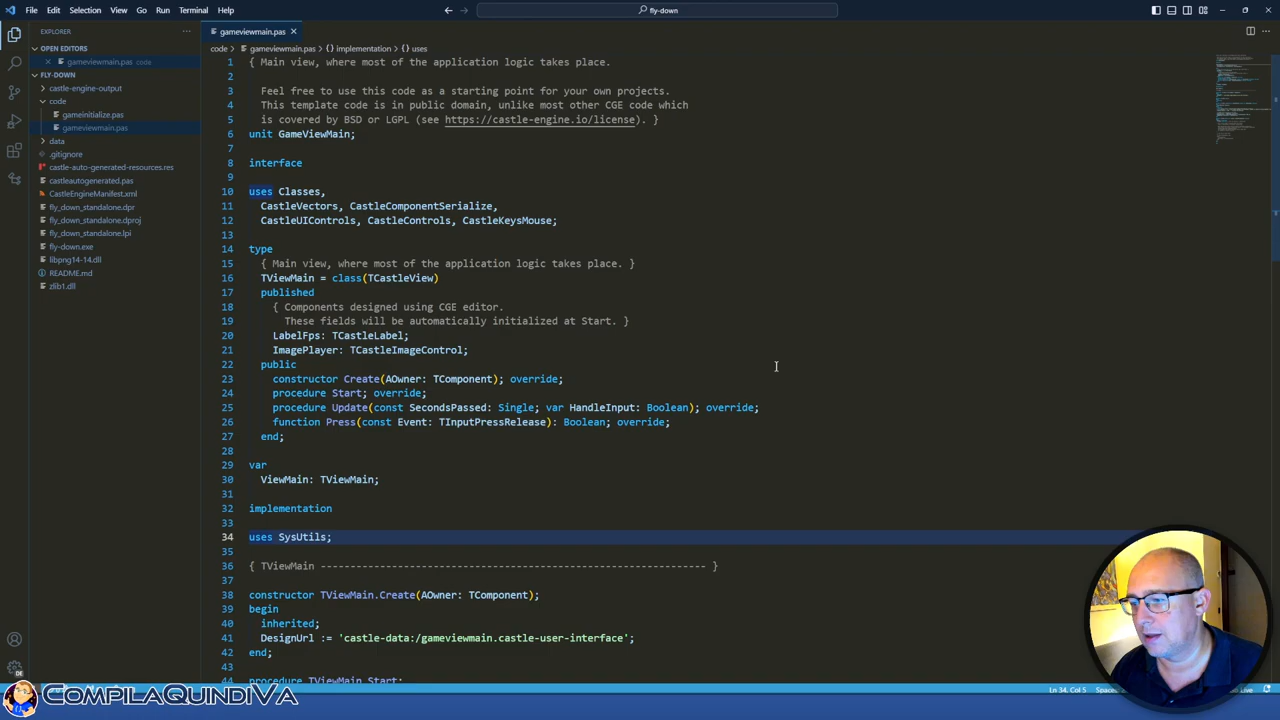 File Edit Selection View Go Run Terminal Help
fly-down
EXPLORER
OPEN EDITORS
gameviewmain.pas code
FLY-DOWN
castle-engine-output
code
gameinitialize.pas
gameviewmain.pas
data
.gitignore
castle-auto-generated-resources.res
castleautogenerated.pas
CastleEngineManifest.xml
fly_down_standalone.dpr
fly_down_standalone.dproj
fly_down_standalone.lpi
fly-down.exe
libpng14-14.dll
README.md
zlib1.dll
gameviewmain.pas
code > gameviewmain.pas > implementation > uses
1 { Main view, where most of the application logic takes place.
2
3 Feel free to use this code as a starting point for your own projects.
4 This template code is in public domain, unlike most other CGE code which
5 is covered by BSD or LGPL (see https://castle-engine.io/license). }
6 unit GameViewMain;
7
8 interface
9
10 uses Classes,
11 CastleVectors, CastleComponentSerialize,
12 CastleUIControls, CastleControls, CastleKeysMouse;
13
14 type
15 { Main view, where most of the application logic takes place. }
16 TViewMain = class(TCastleView)
17 published
18 { Components designed using CGE editor.
19 These fields will be automatically initialized at Start. }
20 LabelFps: TCastleLabel;
21 ImagePlayer: TCastleImageControl;
22 public
23 constructor Create(AOwner: TComponent); override;
24 procedure Start; override;
25 procedure Update(const SecondsPassed: Single; var HandleInput: Boolean); override;
26 function Press(const Event: TInputPressRelease): Boolean; override;
27 end;
28
29 var
30 ViewMain: TViewMain;
31
32 implementation
33
34 uses SysUtils;
35
36 { TViewMain ----------------------------------------------------------------- }
37
38 constructor TViewMain.Create(AOwner: TComponent);
39 begin
40 inherited;
41 DesignUrl := 'castle-data:/gameviewmain.castle-user-interface';
42 end;
43
44 procedure TViewMain.Start;
Ln 34, Col 5
CompilaQuindiVa